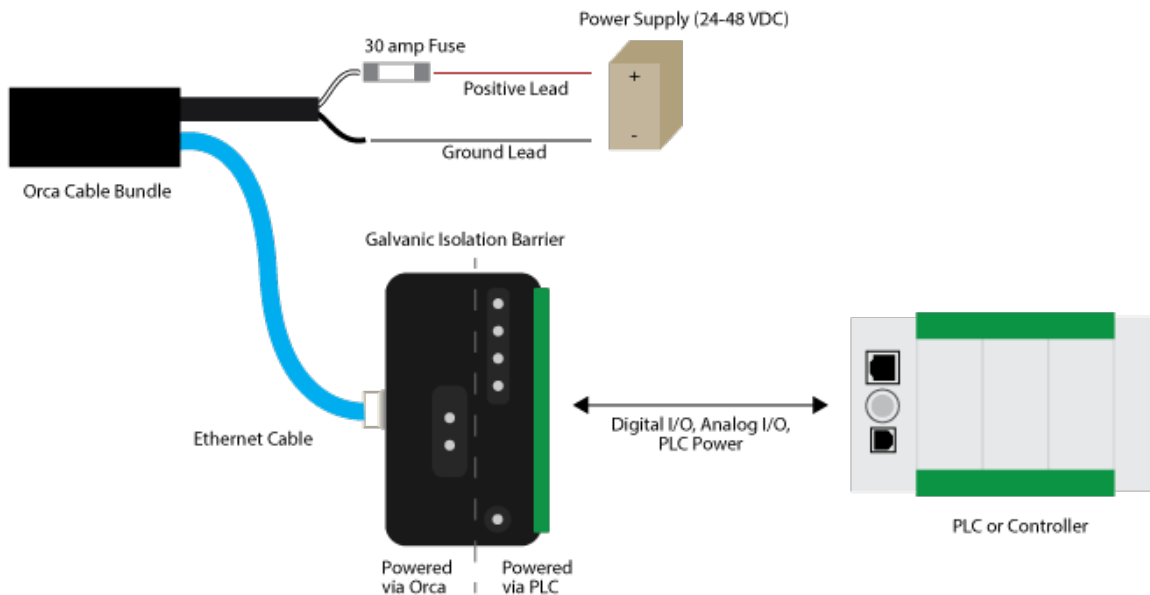 Power Supply (24-48 VDC)
30 amp Fuse
+
Positive Lead
-
Ground Lead
Orca Cable Bundle
Galvanic Isolation Barrier
Ethernet Cable
Digital I/O, Analog I/O,
PLC Power
PLC or Controller
Powered
via Orca
Powered
via PLC